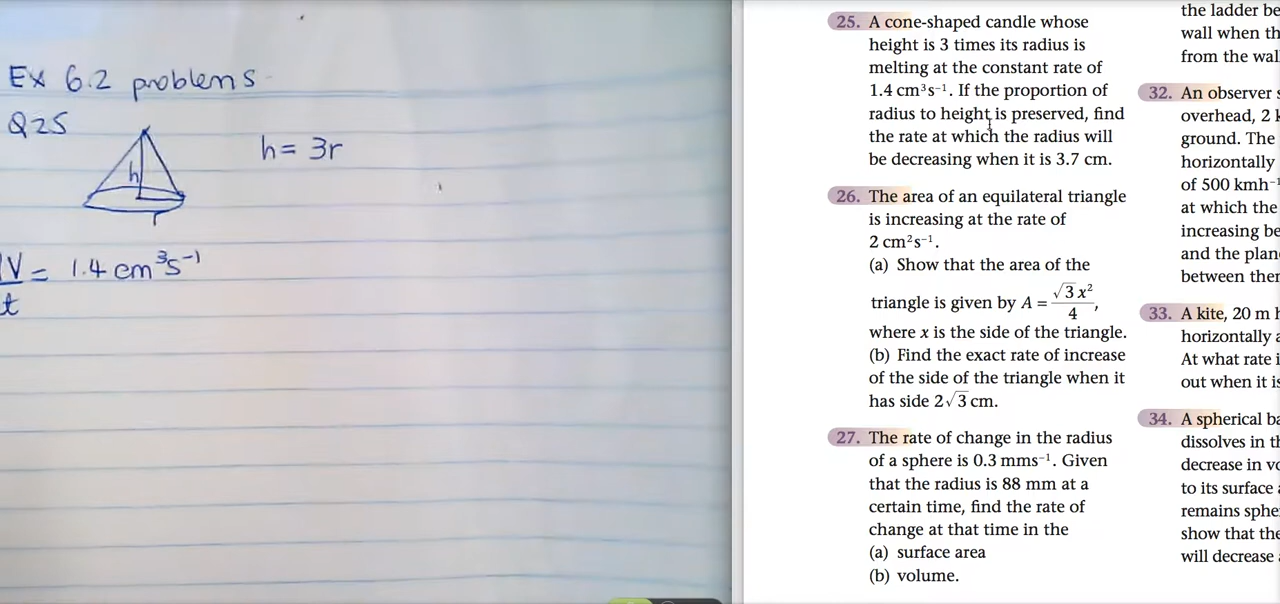 Ex 6.2 problems
Q25
h = 3r
h
r
V = 1.4 cm³s⁻¹
t
25. A cone-shaped candle whose
height is 3 times its radius is
melting at the constant rate of
1.4 cm³s⁻¹. If the proportion of
radius to height is preserved, find
the rate at which the radius will
be decreasing when it is 3.7 cm.
26. The area of an equilateral triangle
is increasing at the rate of
2 cm²s⁻¹.
(a) Show that the area of the
triangle is given by A = √3x²/4,
where x is the side of the triangle.
(b) Find the exact rate of increase
of the side of the triangle when it
has side 2√3 cm.
27. The rate of change in the radius
of a sphere is 0.3 mms⁻¹. Given
that the radius is 88 mm at a
certain time, find the rate of
change at that time in the
(a) surface area
(b) volume.
the ladder be
wall when th
from the wal
32. An observer s
overhead, 2 k
ground. The
horizontally
of 500 kmh⁻¹
at which the
increasing be
and the plan
between then
33. A kite, 20 m h
horizontally a
At what rate i
out when it is
34. A spherical ba
dissolves in th
decrease in vo
to its surface a
remains sphe
show that the
will decrease a